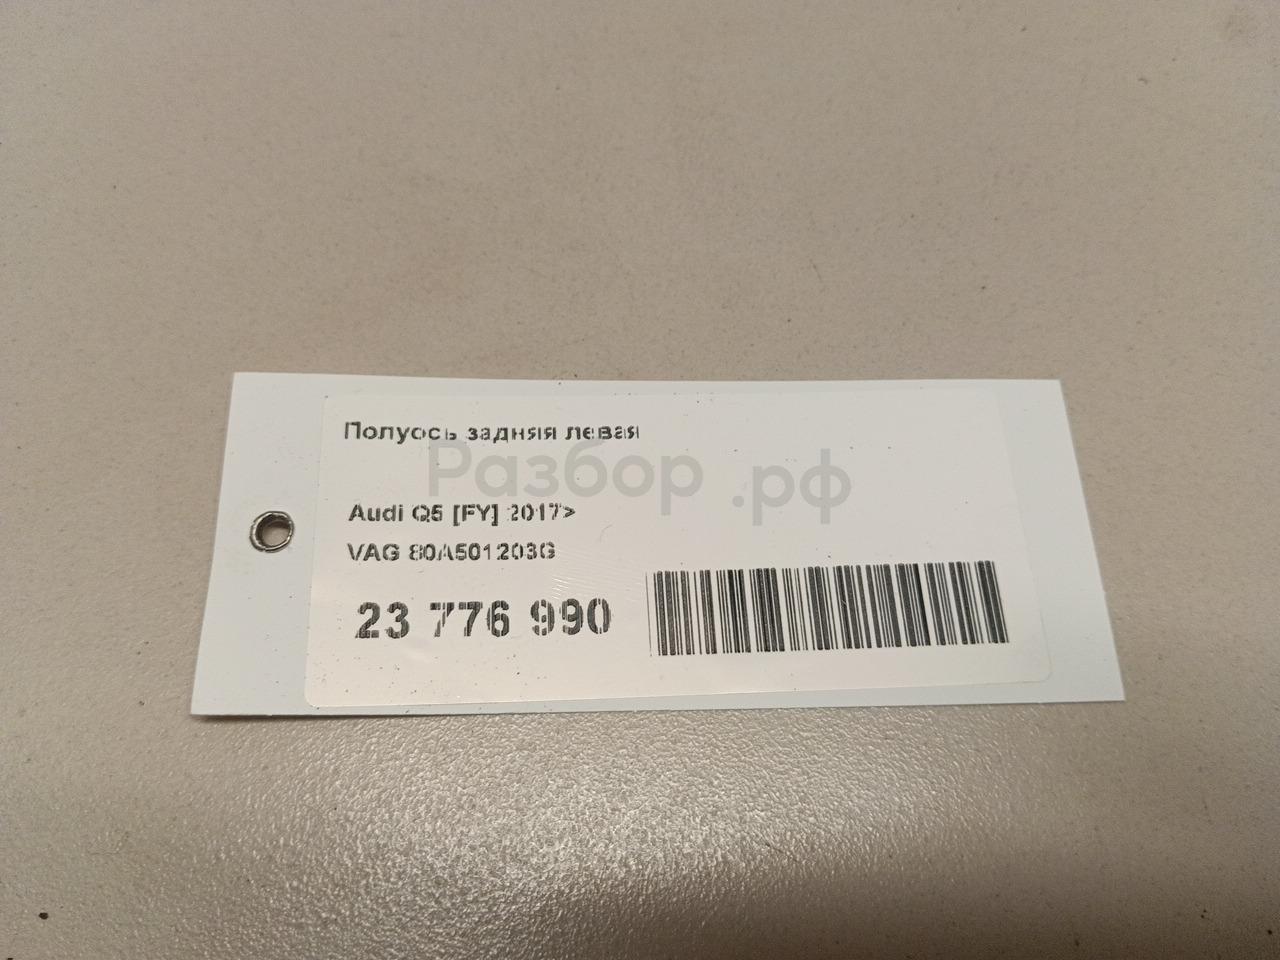 Полуось задняя левая
Разбор.рф
Audi Q5 [FY] 2017>
VAG 80A501203G
23 776 990